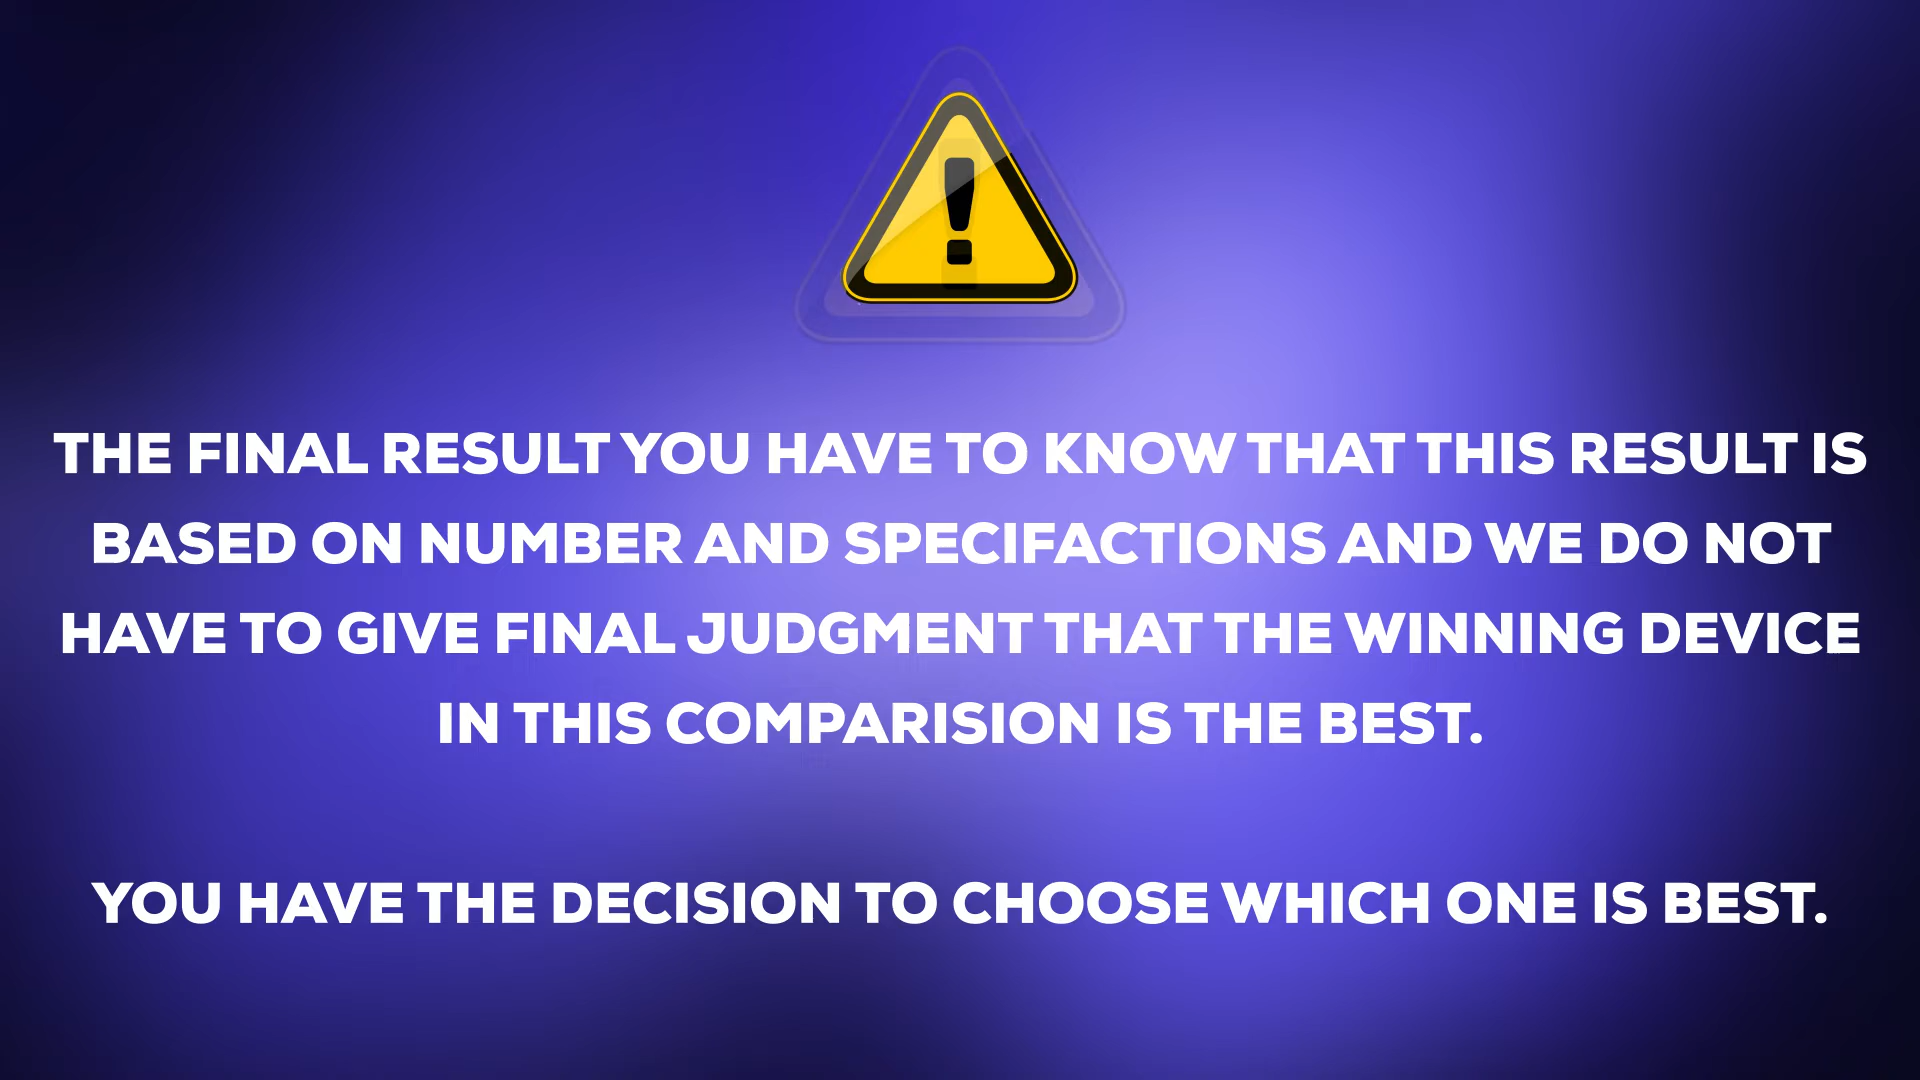 THE FINAL RESULT YOU HAVE TO KNOW THAT THIS RESULT IS
BASED ON NUMBER AND SPECIFACTIONS AND WE DO NOT
HAVE TO GIVE FINAL JUDGMENT THAT THE WINNING DEVICE
IN THIS COMPARISION IS THE BEST.
YOU HAVE THE DECISION TO CHOOSE WHICH ONE IS BEST.